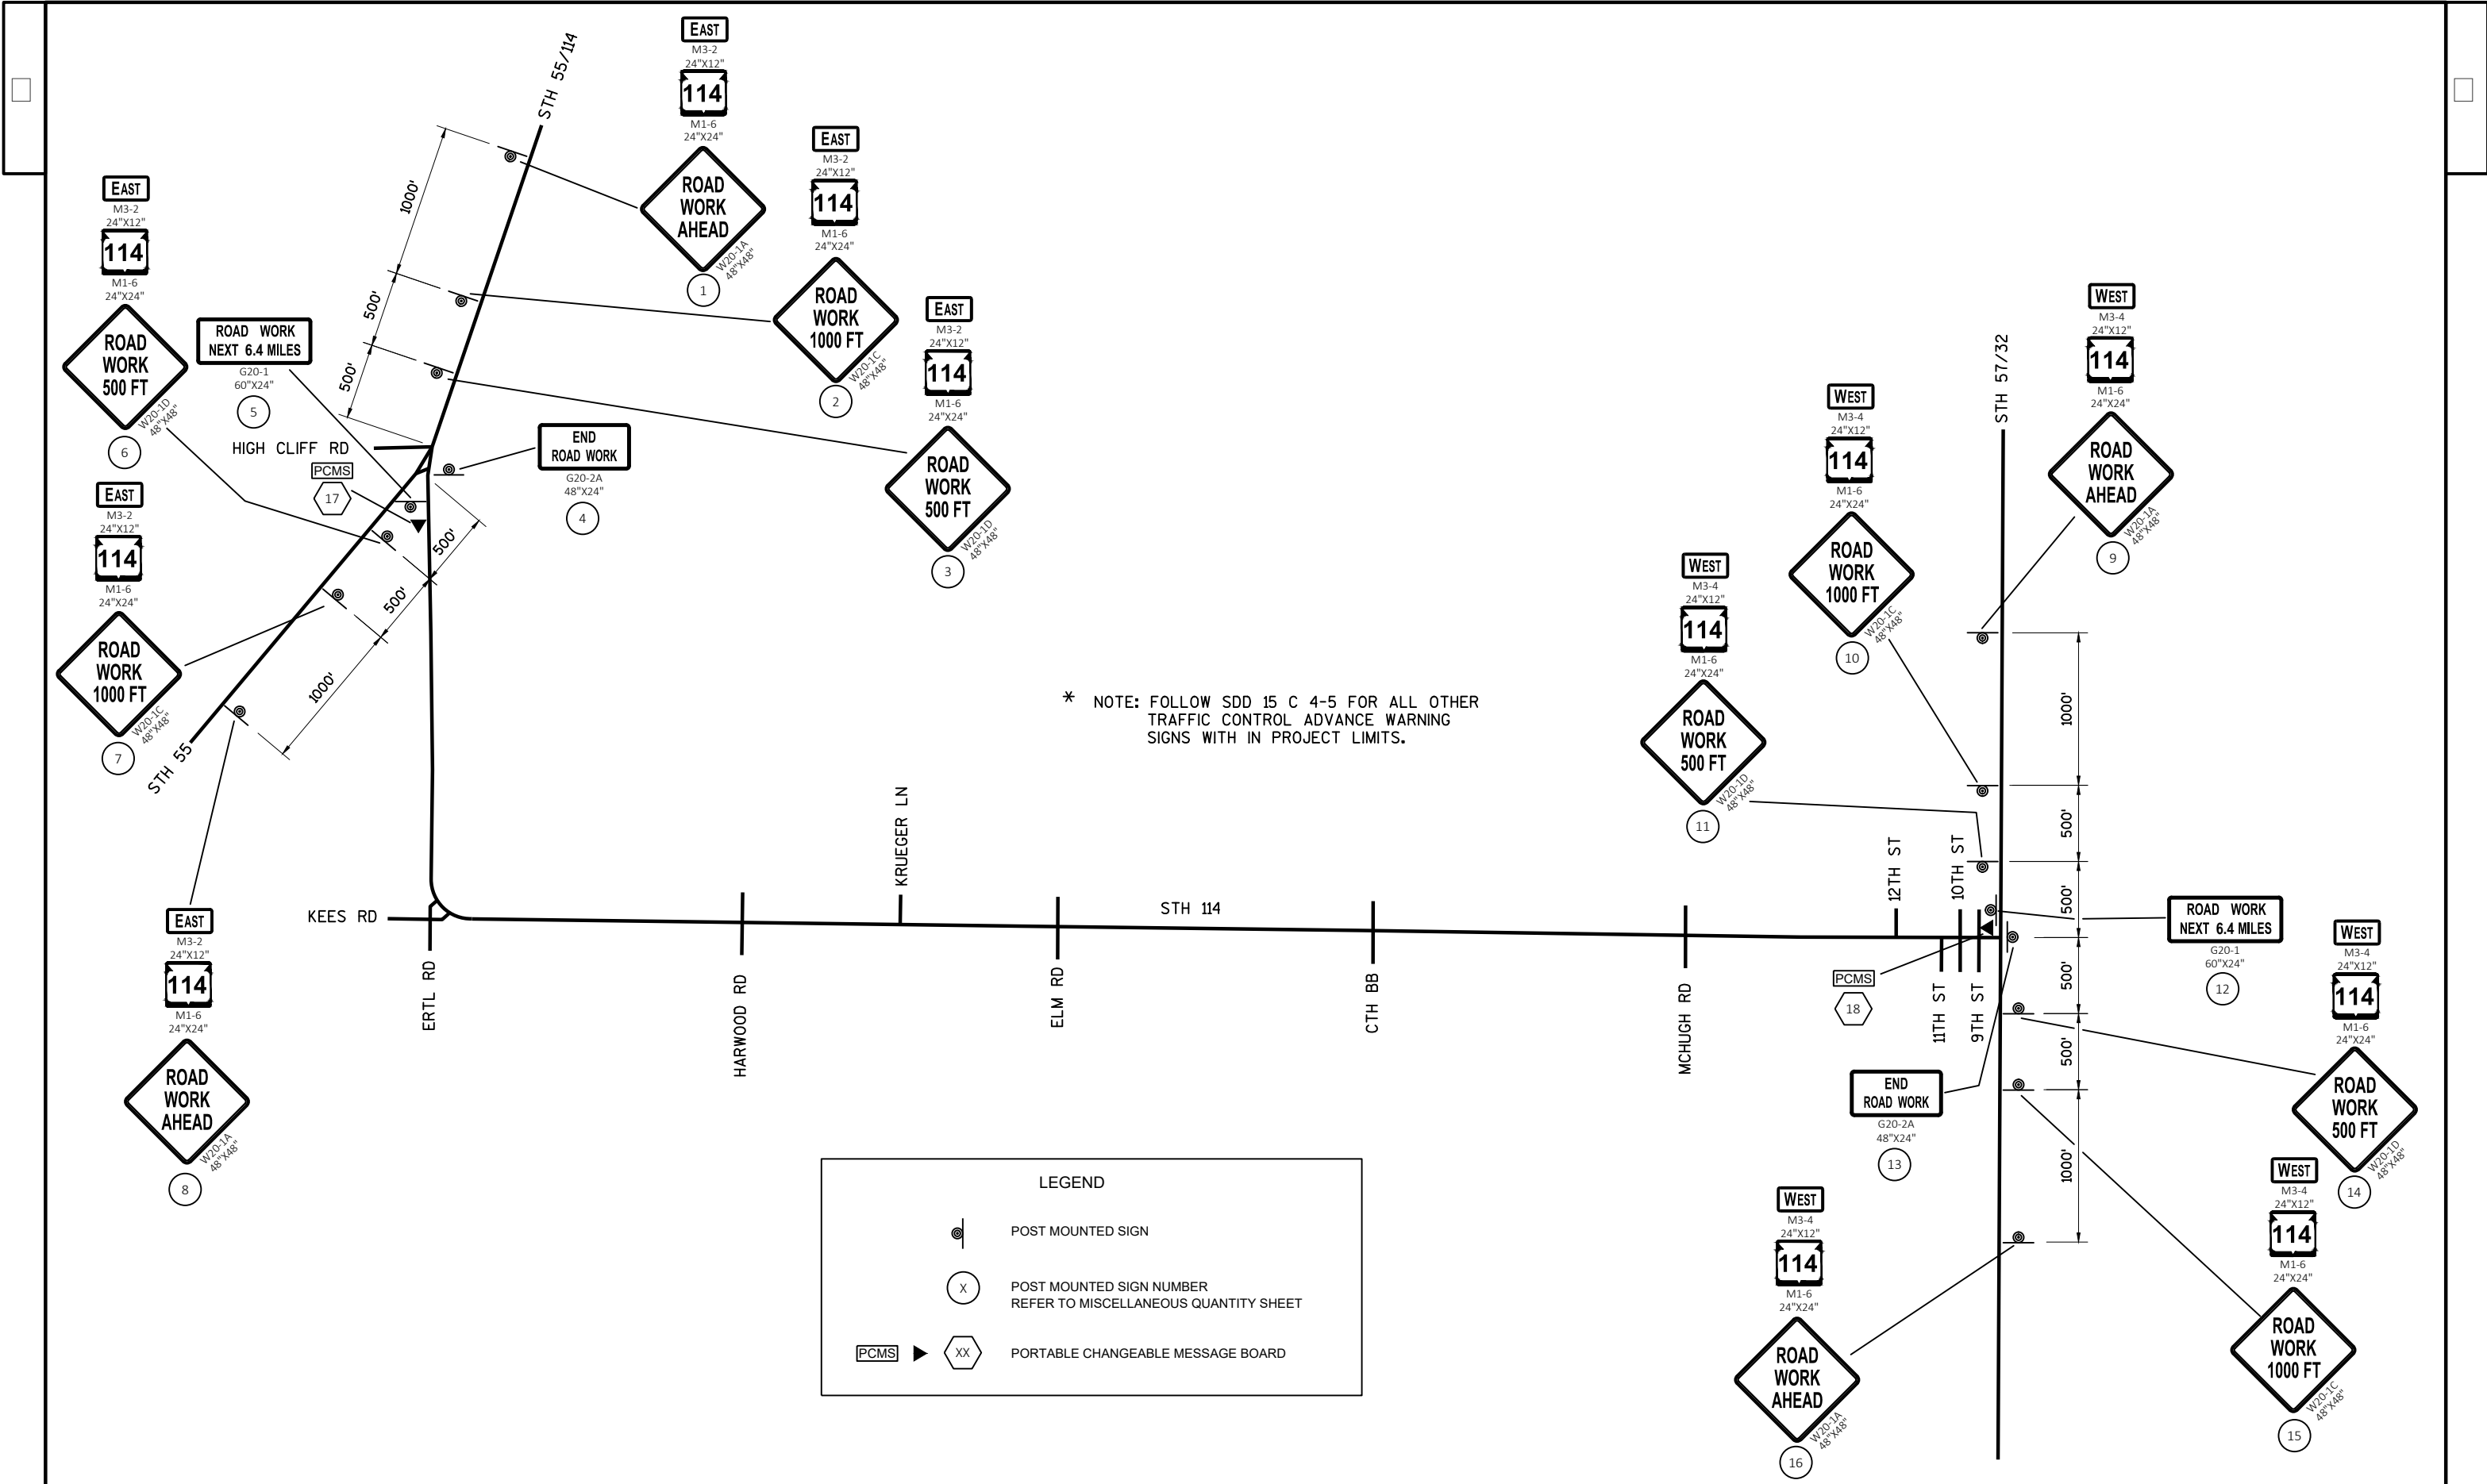 STH 55/114
EAST
M3-2
24"X12"
114
M1-6
24"X24"
ROAD
WORK
AHEAD
W20-1A
48"X48"
1
EAST
M3-2
24"X12"
114
M1-6
24"X24"
ROAD
WORK
1000 FT
W20-1C
48"X48"
2
EAST
M3-2
24"X12"
114
M1-6
24"X24"
ROAD
WORK
500 FT
W20-1D
48"X48"
3
1000'
500'
500'
END
ROAD WORK
G20-2A
48"X24"
4
ROAD WORK
NEXT 6.4 MILES
G20-1
60"X24"
5
EAST
M3-2
24"X12"
114
M1-6
24"X24"
ROAD
WORK
500 FT
W20-1D
48"X48"
6
HIGH CLIFF RD
PCMS
17
EAST
M3-2
24"X12"
114
M1-6
24"X24"
ROAD
WORK
1000 FT
W20-1C
48"X48"
7
500'
500'
1000'
STH 55
EAST
M3-2
24"X12"
114
M1-6
24"X24"
ROAD
WORK
AHEAD
W20-1A
48"X48"
8
* NOTE: FOLLOW SDD 15 C 4-5 FOR ALL OTHER
TRAFFIC CONTROL ADVANCE WARNING
SIGNS WITH IN PROJECT LIMITS.
KEES RD
ERTL RD
HARWOOD RD
KRUEGER LN
ELM RD
STH 114
CTH BB
MCHUGH RD
12TH ST
11TH ST
10TH ST
9TH ST
STH 57/32
WEST
M3-4
24"X12"
114
M1-6
24"X24"
ROAD
WORK
AHEAD
W20-1A
48"X48"
9
WEST
M3-4
24"X12"
114
M1-6
24"X24"
ROAD
WORK
1000 FT
W20-1C
48"X48"
10
WEST
M3-4
24"X12"
114
M1-6
24"X24"
ROAD
WORK
500 FT
W20-1D
48"X48"
11
1000'
500'
500'
500'
500'
1000'
ROAD WORK
NEXT 6.4 MILES
G20-1
60"X24"
12
PCMS
18
END
ROAD WORK
G20-2A
48"X24"
13
WEST
M3-4
24"X12"
114
M1-6
24"X24"
ROAD
WORK
500 FT
W20-1D
48"X48"
14
WEST
M3-4
24"X12"
114
M1-6
24"X24"
ROAD
WORK
1000 FT
W20-1C
48"X48"
15
WEST
M3-4
24"X12"
114
M1-6
24"X24"
ROAD
WORK
AHEAD
W20-1A
48"X48"
16
LEGEND
POST MOUNTED SIGN
X
POST MOUNTED SIGN NUMBER
REFER TO MISCELLANEOUS QUANTITY SHEET
PCMS
XX
PORTABLE CHANGEABLE MESSAGE BOARD